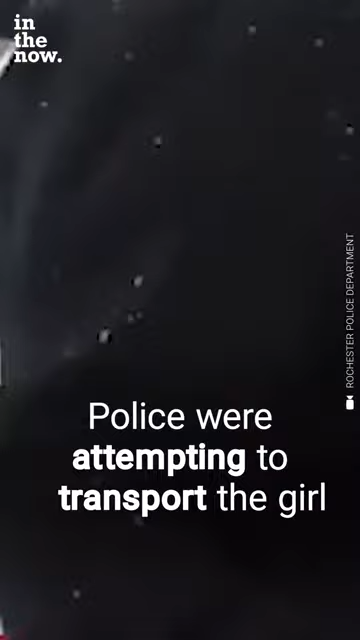 in
the
now.
ROCHESTER POLICE DEPARTMENT
Police were
attempting to
transport the girl